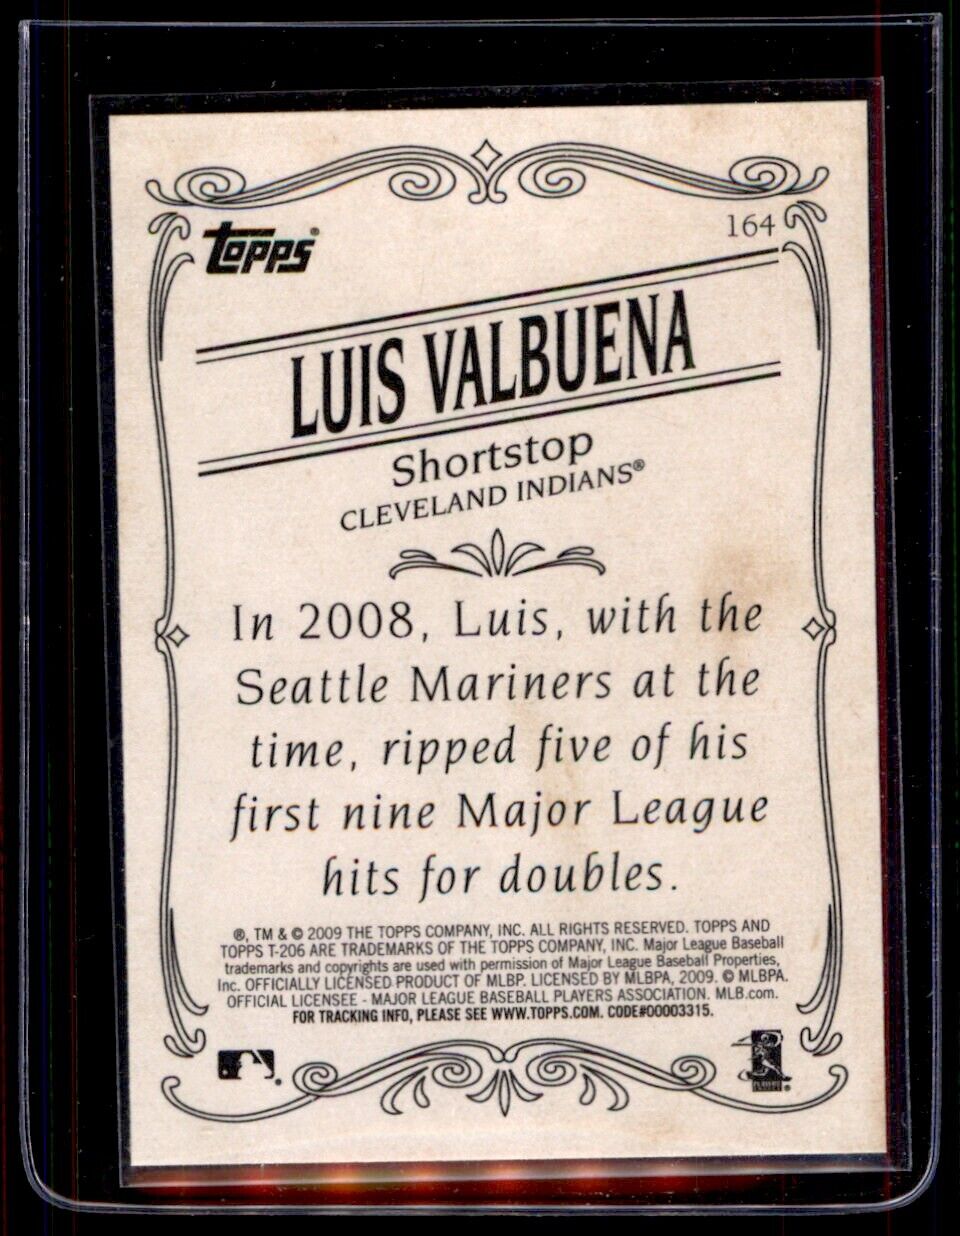 164
topps®
LUIS VALBUENA
Shortstop
CLEVELAND INDIANS®
In 2008, Luis, with the
Seattle Mariners at the
time, ripped five of his
first nine Major League
hits for doubles.
®, TM & © 2009 THE TOPPS COMPANY, INC. ALL RIGHTS RESERVED. TOPPS AND
TOPPS T-206 ARE TRADEMARKS OF THE TOPPS COMPANY, INC. Major League Baseball
trademarks and copyrights are used with permission of Major League Baseball Properties,
Inc. OFFICIALLY LICENSED PRODUCT OF MLBP. LICENSED BY MLBPA, 2009. © MLBPA.
OFFICIAL LICENSEE - MAJOR LEAGUE BASEBALL PLAYERS ASSOCIATION. MLB.com.
FOR TRACKING INFO, PLEASE SEE WWW.TOPPS.COM. CODE#00003315.